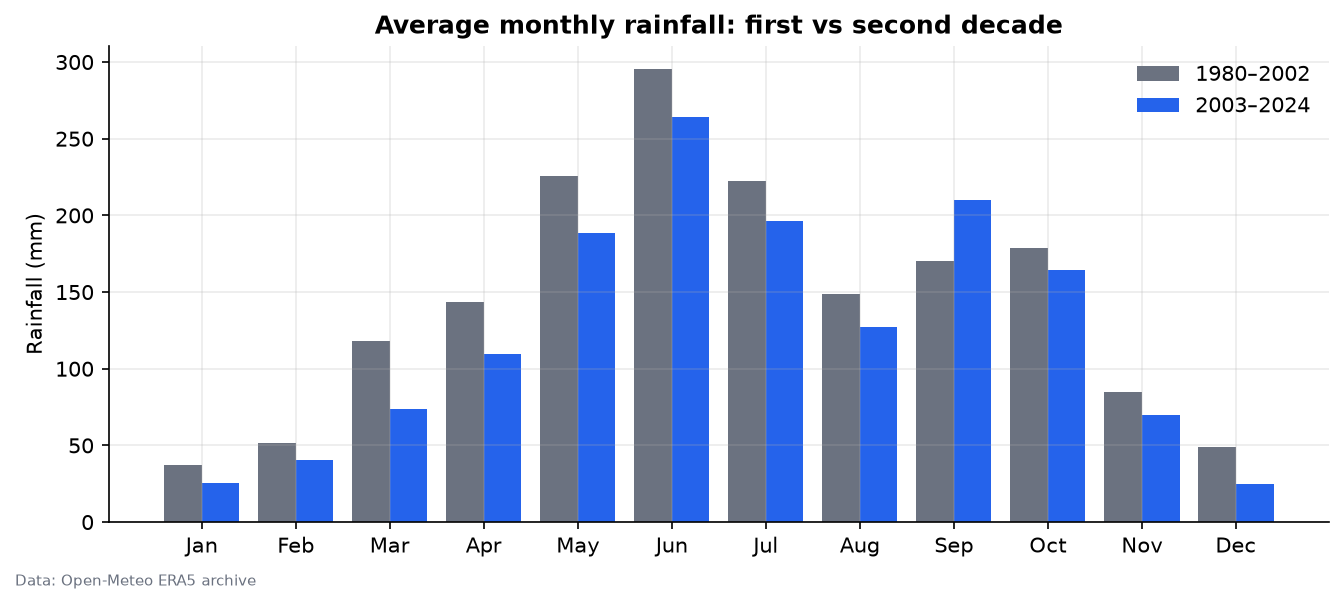 Average monthly rainfall: first vs second decade
1980–2002
2003–2024
Rainfall (mm)
300
250
200
150
100
50
0
Jan Feb Mar Apr May Jun Jul Aug Sep Oct Nov Dec
Data: Open-Meteo ERA5 archive